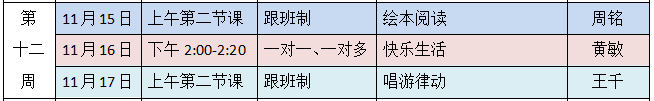 第十二周
11月15日 上午第二节课 跟班制 绘本阅读 周铭
11月16日 下午2:00-2:20 一对一、一对多 快乐生活 黄敏
11月17日 上午第二节课 跟班制 唱游律动 王千